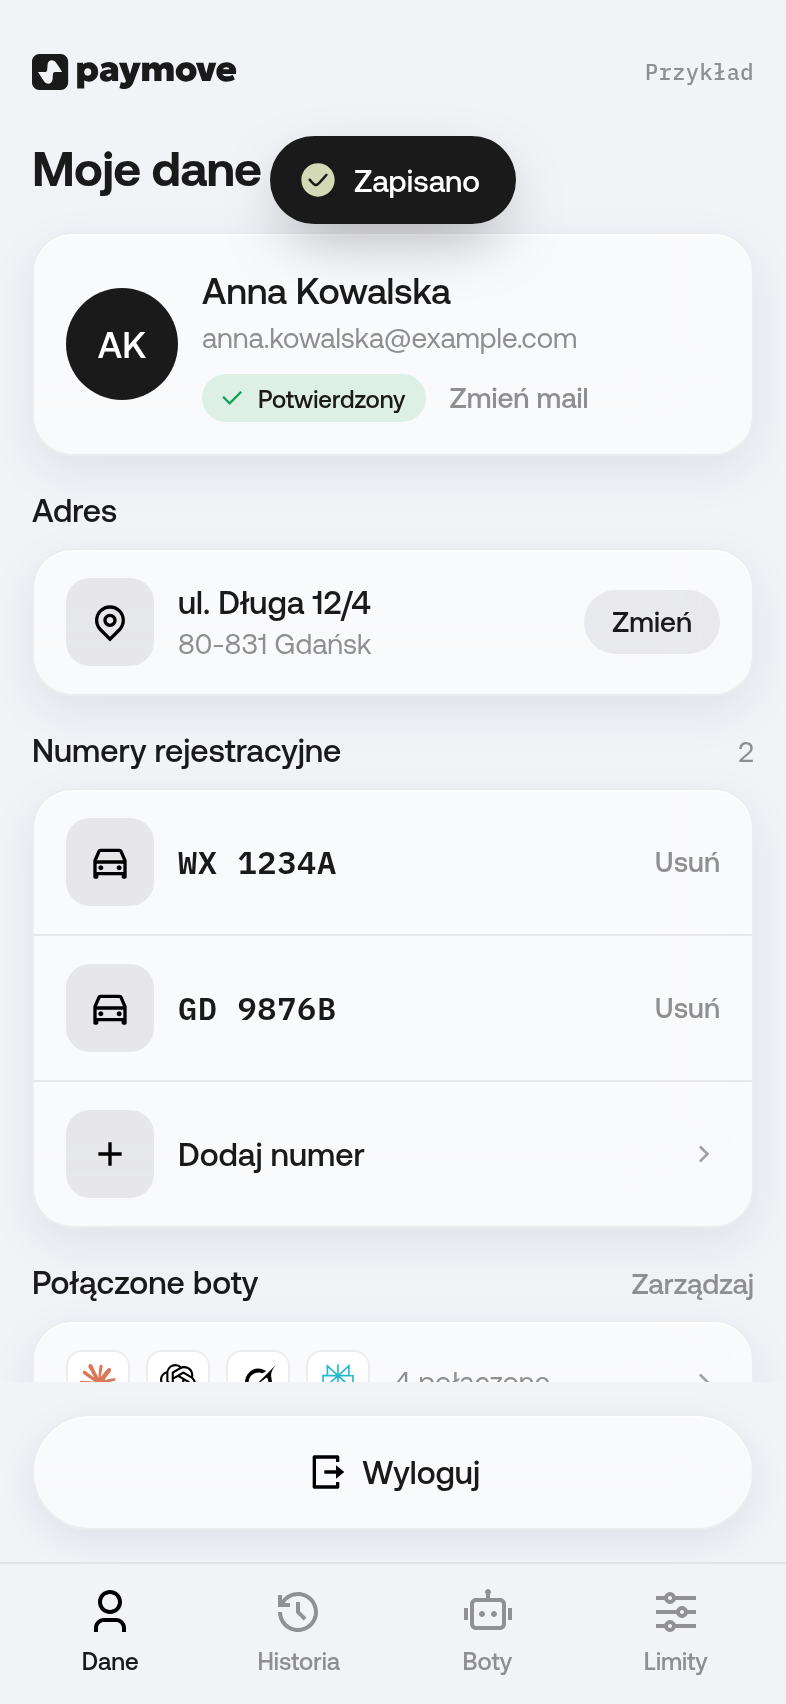 paymove
Przykład
Moje dane
Zapisano
AK
Anna Kowalska
anna.kowalska@example.com
Potwierdzony
Zmień mail
Adres
ul. Długa 12/4
80-831 Gdańsk
Zmień
Numery rejestracyjne
2
WX 1234A
Usuń
GD 9876B
Usuń
Dodaj numer
Połączone boty
Zarządzaj
4 połączone
Wyloguj
Dane
Historia
Boty
Limity